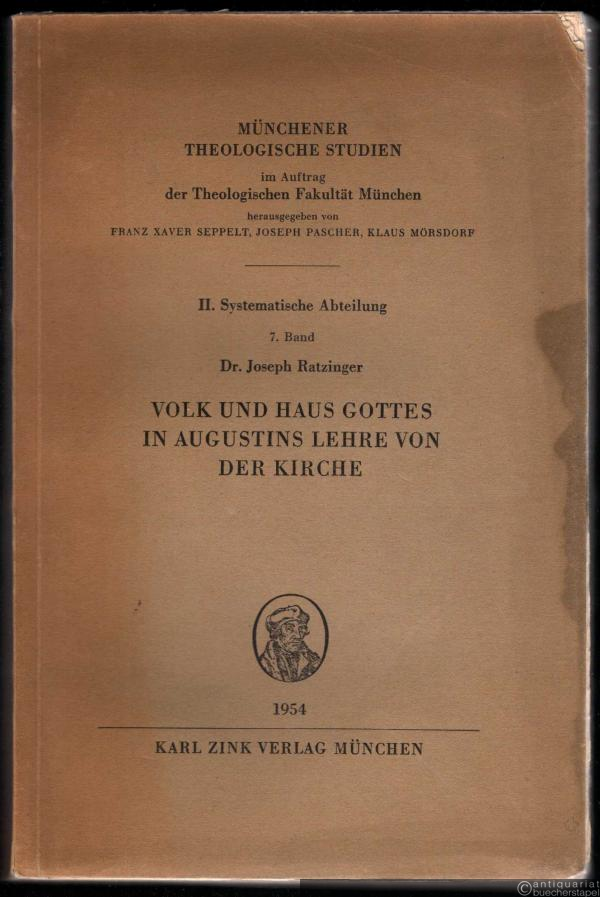 MÜNCHENER
THEOLOGISCHE STUDIEN
im Auftrag
der Theologischen Fakultät München
herausgegeben von
FRANZ XAVER SEPPELT, JOSEPH PASCHER, KLAUS MÖRSDORF
II. Systematische Abteilung
7. Band
Dr. Joseph Ratzinger
VOLK UND HAUS GOTTES
IN AUGUSTINS LEHRE VON
DER KIRCHE
1954
KARL ZINK VERLAG MÜNCHEN
©antiquariat
buecherstapel